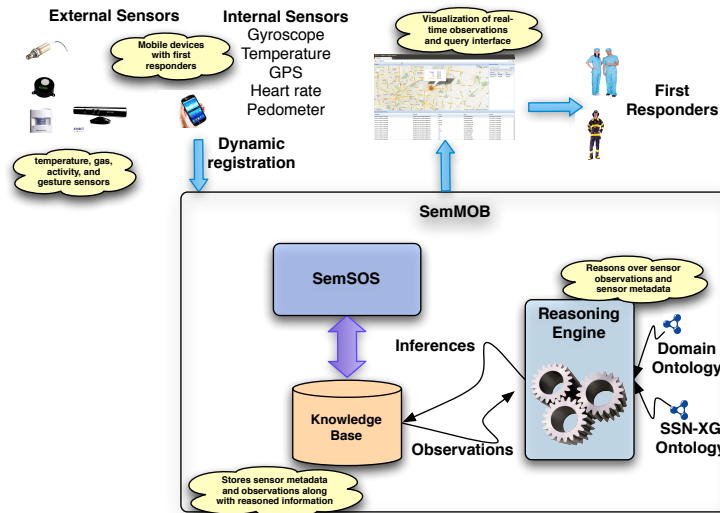 External Sensors
Internal Sensors
Gyroscope
Temperature
GPS
Heart rate
Pedometer
Mobile devices
with first
responders
Visualization of real-
time observations
and query interface
First
Responders
temperature, gas,
activity, and
gesture sensors
Dynamic
registration
SemMOB
SemSOS
Reasons over sensor
observations and
sensor metadata
Reasoning
Engine
Inferences
Domain
Ontology
Knowledge
Base
Observations
SSN-XG
Ontology
Stores sensor metadata
and observations along
with reasoned information